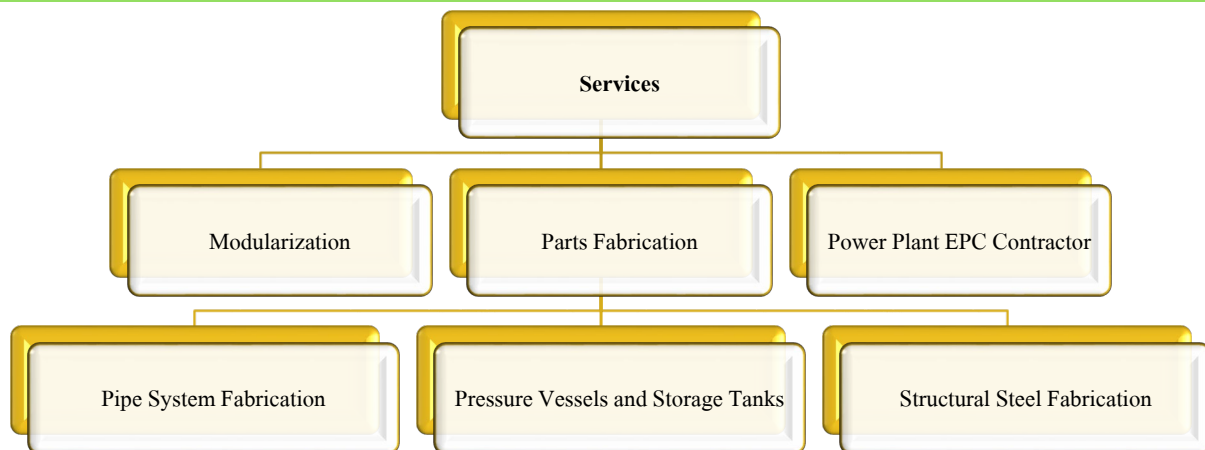 Services
Modularization
Parts Fabrication
Power Plant EPC Contractor
Pipe System Fabrication
Pressure Vessels and Storage Tanks
Structural Steel Fabrication